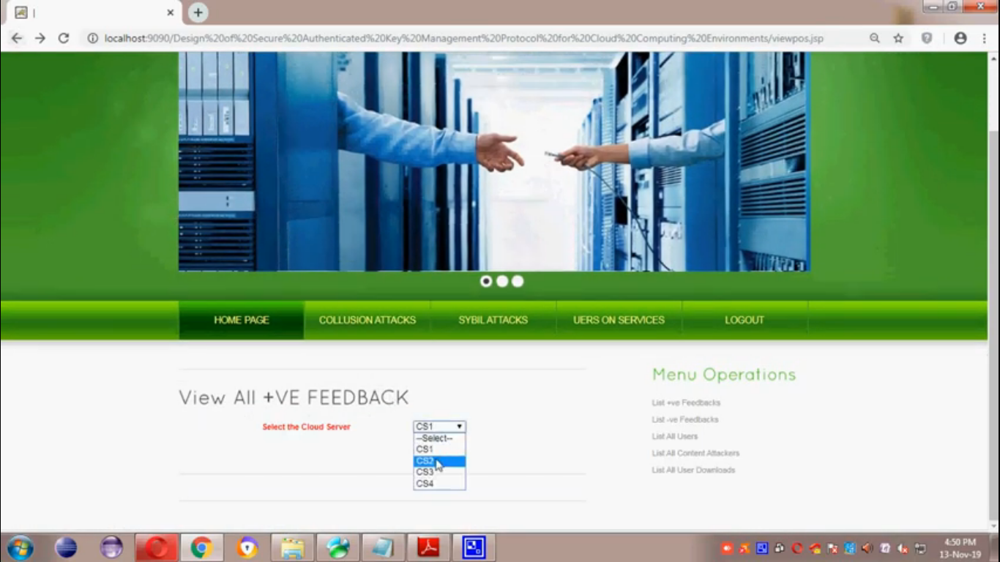 localhost:9090/Design%20of%20Secure%20Authenticated%20Key%20Management%20Protocol%20for%20Cloud%20Computing%20Environments/viewpos.jsp
HOME PAGE COLLUSION ATTACKS SYBIL ATTACKS UERS ON SERVICES LOGOUT
View All +VE FEEDBACK
Select the Cloud Server CS1
--Select--
CS1
CS2
CS3
CS4
Menu Operations
List +ve Feedbacks
List -ve Feedbacks
List All Users
List All Content Attackers
List All User Downloads
4:50 PM
13-Nov-19